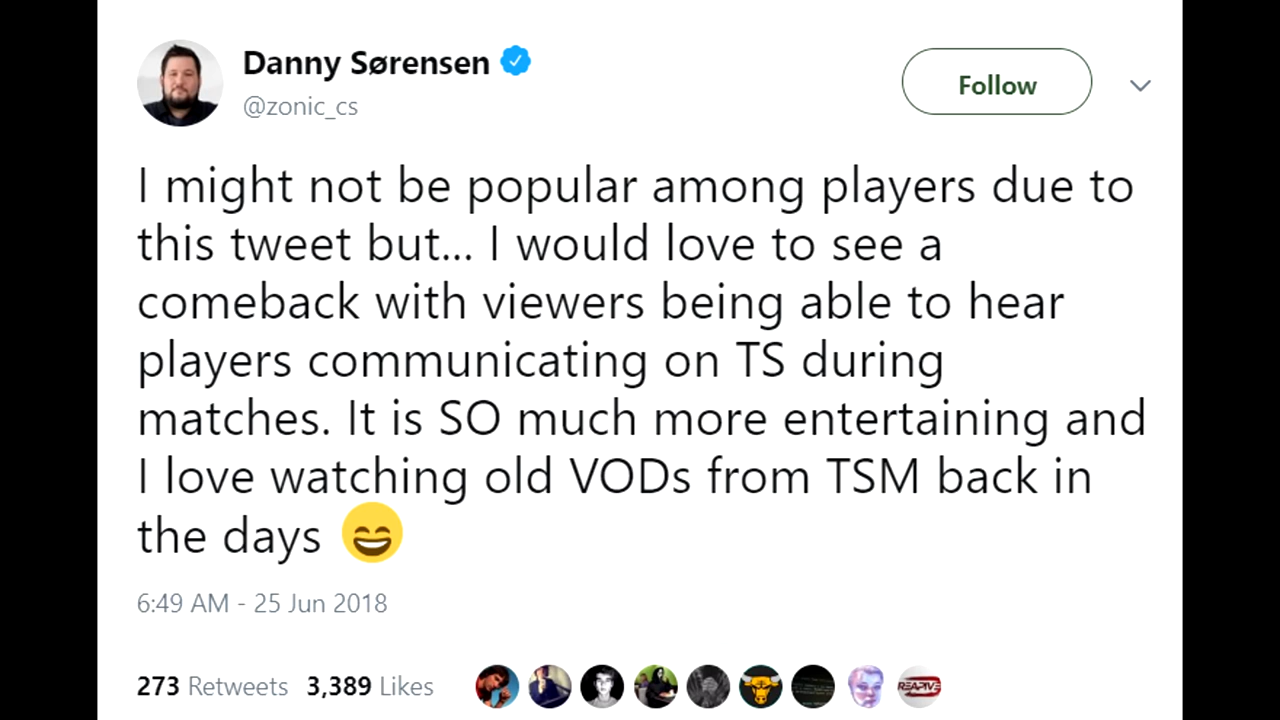 Danny Sørensen
@zonic_cs
Follow
I might not be popular among players due to
this tweet but... I would love to see a
comeback with viewers being able to hear
players communicating on TS during
matches. It is SO much more entertaining and
I love watching old VODs from TSM back in
the days 😄
6:49 AM - 25 Jun 2018
273 Retweets 3,389 Likes
REAPIVE